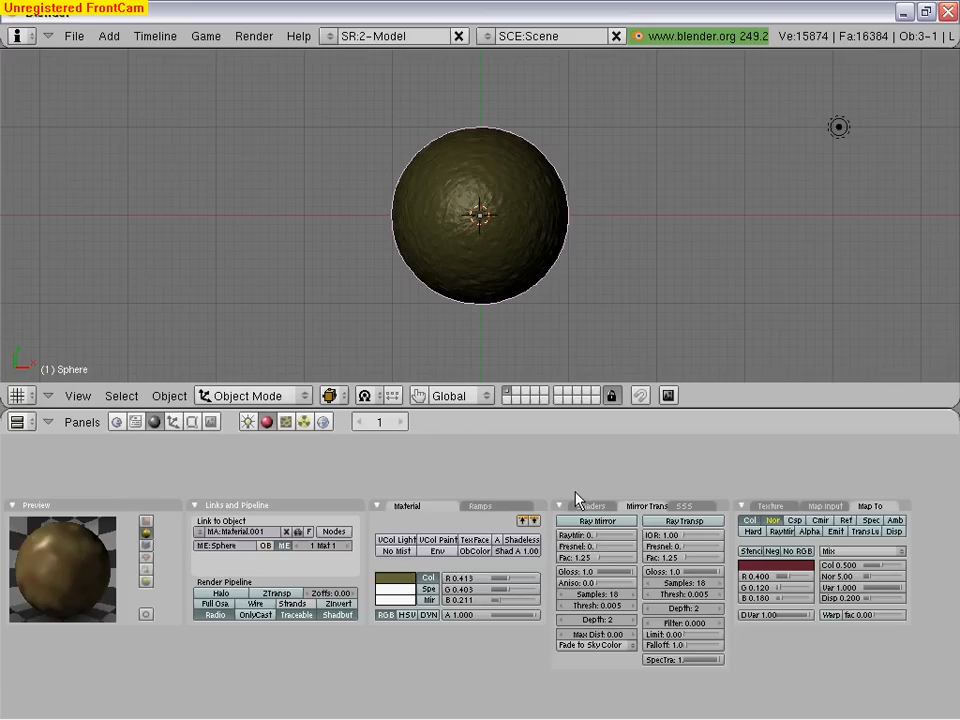 Unregistered FrontCam
Blender
File Add Timeline Game Render Help SR:2-Model SCE:Scene www.blender.org 249.2 Ve:15874 | Fa:16384 | Ob:3-1 | L
(1) Sphere
View Select Object Object Mode Global
Panels 1
Preview Links and Pipeline Material Ramps Shaders Mirror Trans SSS Texture Map Input Map To
Link to Object
MA:Material.001 F Nodes
ME:Sphere OB ME 1 Mat 1
Render Pipeline
Halo ZTransp Zoffs: 0.00
Full Osa Wire Strands ZInvert
Radio OnlyCast Traceable Shadbuf
VCol Light VCol Paint TexFace A Shadeless
No Mist Env ObColor Shad A 1.00
Col R 0.413
Spe G 0.403
Mir B 0.211
RGB HSV DYN A 1.000
Ray Mirror Ray Transp
RayMir: 0. IOR: 1.00
Fresnel: 0. Fresnel: 0.
Fac: 1.25 Fac: 1.25
Gloss: 1.0 Gloss: 1.0
Aniso: 0.0 Samples: 18
Samples: 18 Thresh: 0.005
Thresh: 0.005 Depth: 2
Depth: 2 Filter: 0.000
Max Dist: 0.00 Limit: 0.00
Fade to Sky Color Falloff: 1.0
SpecTra: 1.
Col Nor Csp Cmir Ref Spec Amb
Hard RayMir Alpha Emit TransLu Disp
Stencil Neg No RGB Mix
Col 0.500
R 0.400 Nor 5.00
G 0.120 Var 1.000
B 0.180 Disp 0.200
DVar 1.00 Warp fac 0.00